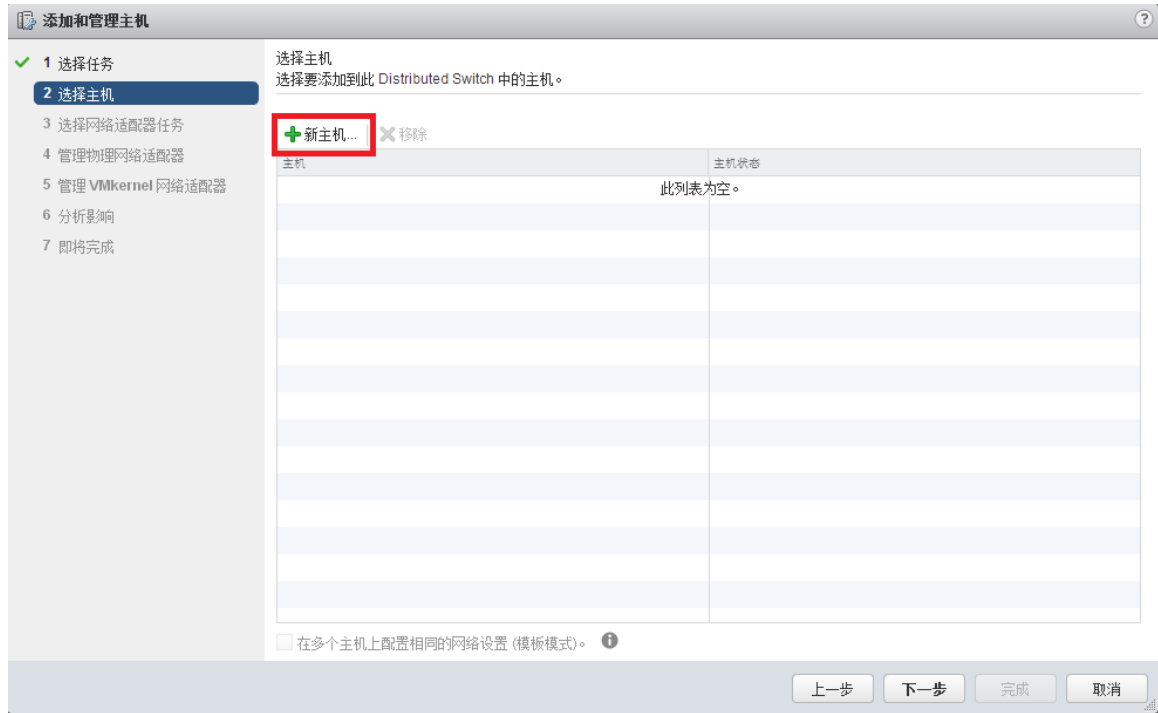 添加和管理主机
?
1 选择任务
2 选择主机
3 选择网络适配器任务
4 管理物理网络适配器
5 管理 VMkernel 网络适配器
6 分析影响
7 即将完成
选择主机
选择要添加到此 Distributed Switch 中的主机。
新主机... 移除
主机 主机状态
此列表为空。
在多个主机上配置相同的网络设置 (模板模式)。
上一步 下一步 完成 取消